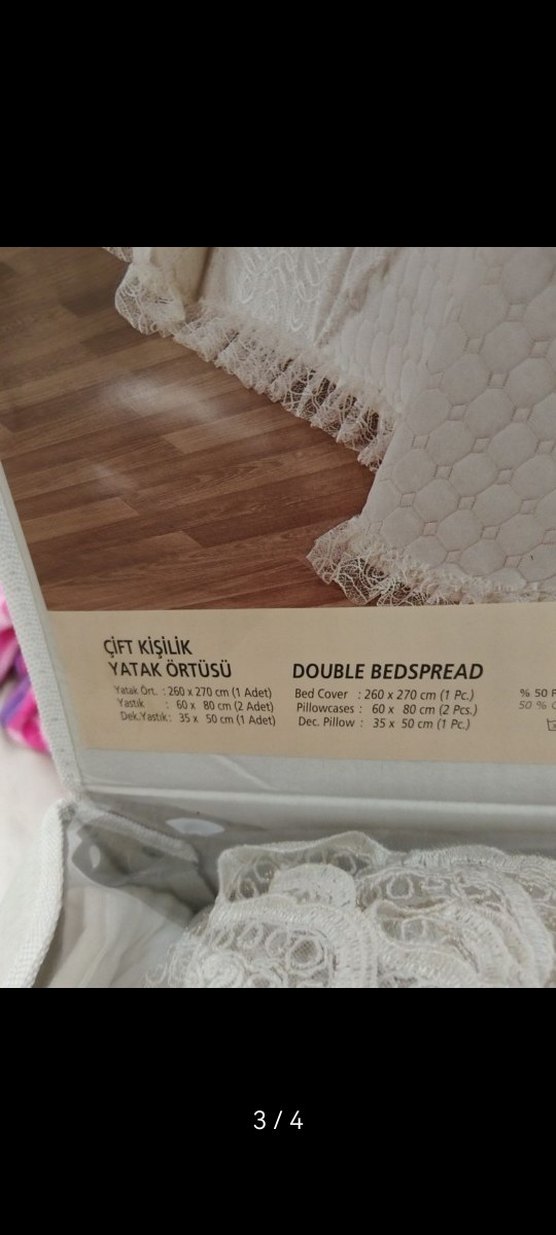 ÇİFT KİŞİLİK
YATAK ÖRTÜSÜ
Yatak Ört. : 260 x 270 cm (1 Adet)
Yastık : 60 x 80 cm (2 Adet)
Dek.Yastık : 35 x 50 cm (1 Adet)
DOUBLE BEDSPREAD
Bed Cover : 260 x 270 cm (1 Pc.)
Pillowcases : 60 x 80 cm (2 Pcs.)
Dec. Pillow : 35 x 50 cm (1 Pc.)
% 50
50 %
3 / 4